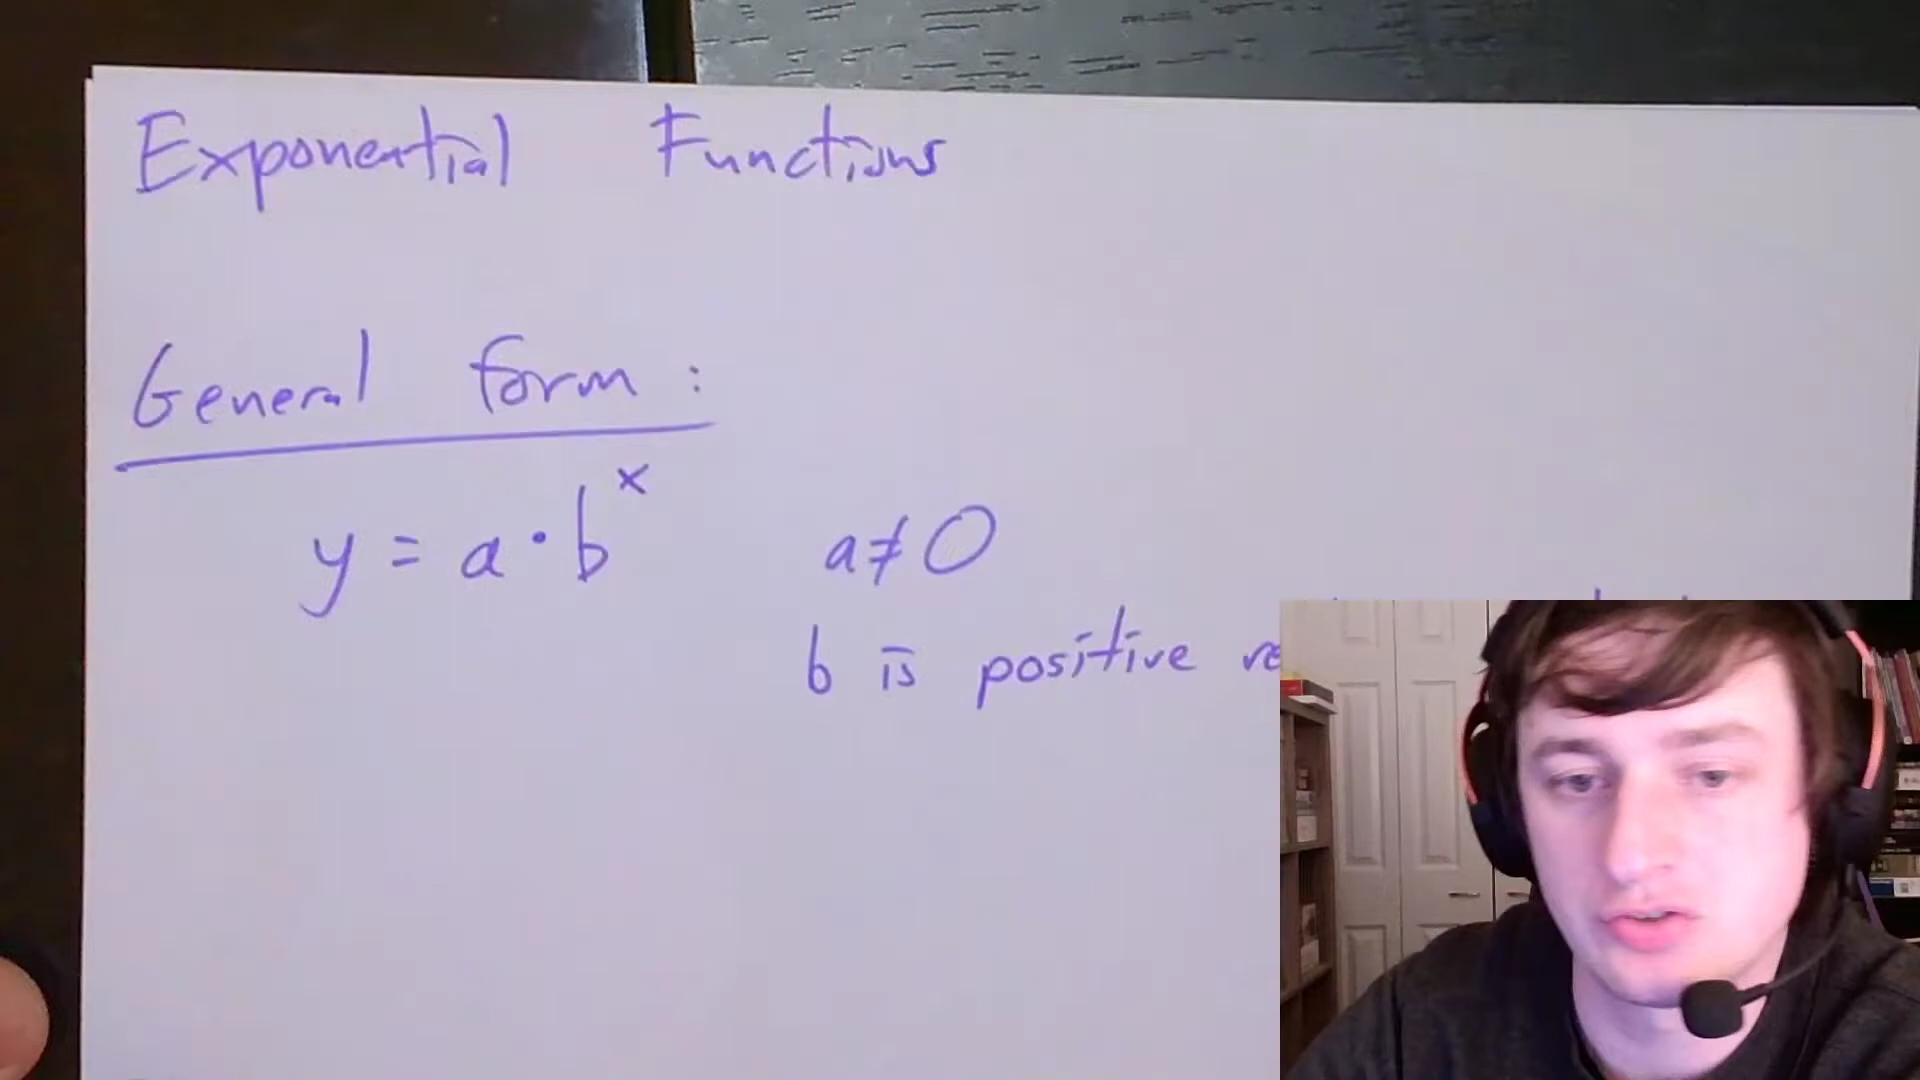 Exponential Functions
General form :
y = a · b^x
a ≠ 0
b is positive